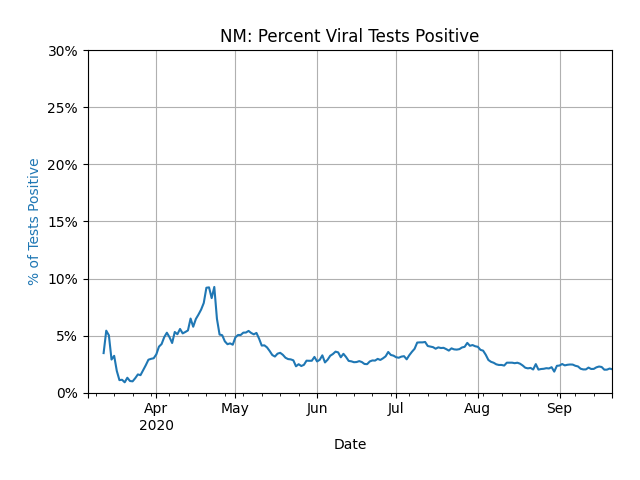 NM: Percent Viral Tests Positive
% of Tests Positive
30%
25%
20%
15%
10%
5%
0%
Apr May Jun Jul Aug Sep
2020
Date